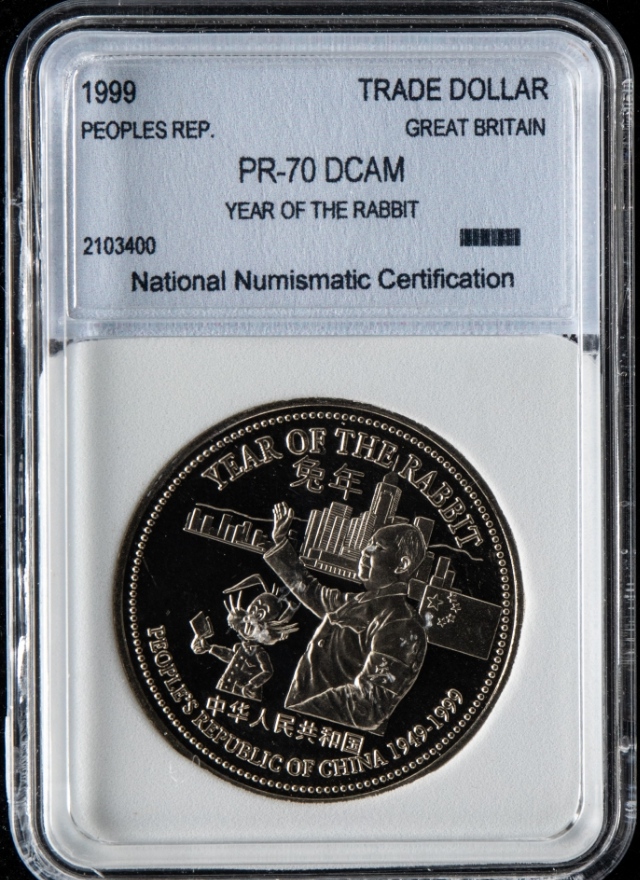 1999 TRADE DOLLAR
PEOPLES REP. GREAT BRITAIN
PR-70 DCAM
YEAR OF THE RABBIT
2103400
National Numismatic Certification
YEAR OF THE RABBIT
兔年
中华人民共和国
PEOPLE'S REPUBLIC OF CHINA 1949-1999